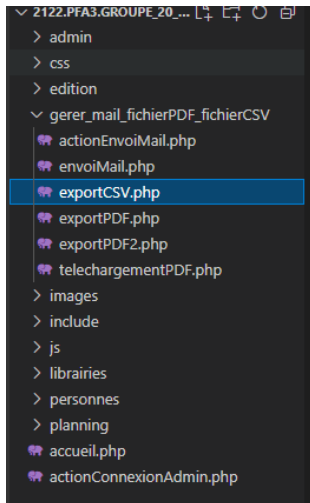 2122.PFA3.GROUPE_20_...
admin
css
edition
gerer_mail_fichierPDF_fichierCSV
actionEnvoiMail.php
envoiMail.php
exportCSV.php
exportPDF.php
exportPDF2.php
telechargementPDF.php
images
include
js
librairies
personnes
planning
accueil.php
actionConnexionAdmin.php